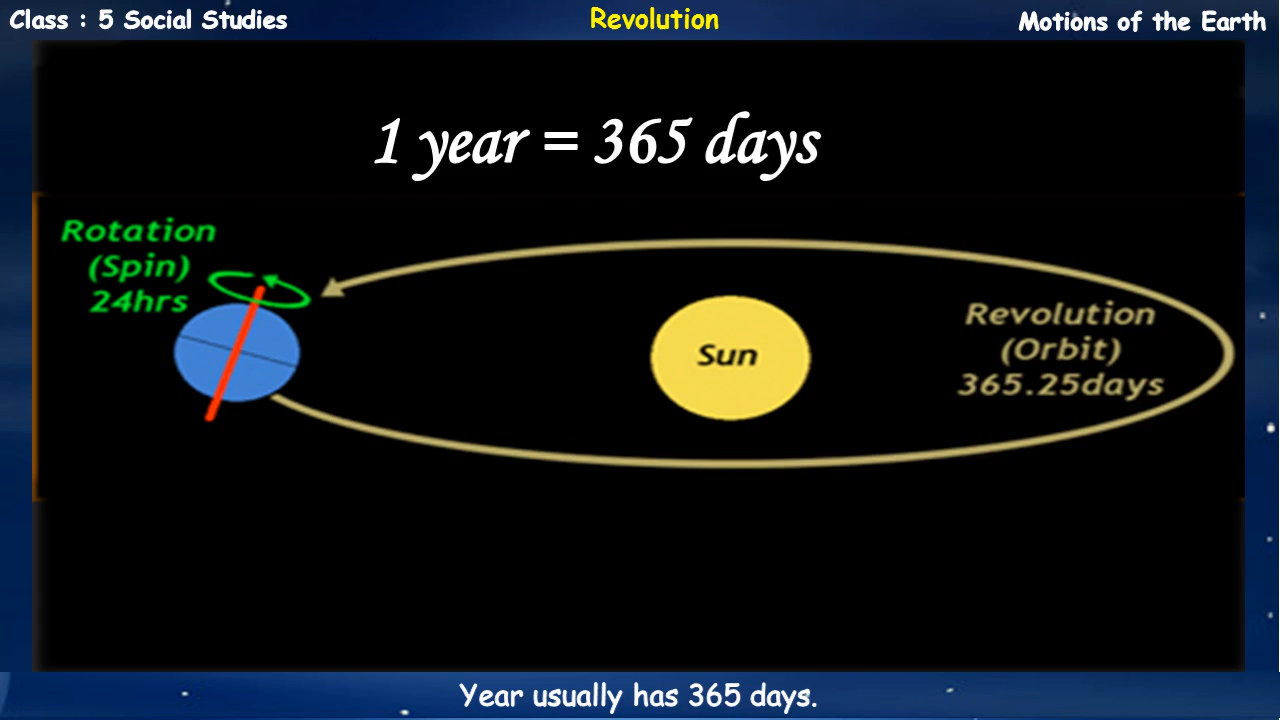 Class : 5 Social Studies
Revolution
Motions of the Earth
1 year = 365 days
Rotation
(Spin)
24hrs
Sun
Revolution
(Orbit)
365.25days
Year usually has 365 days.